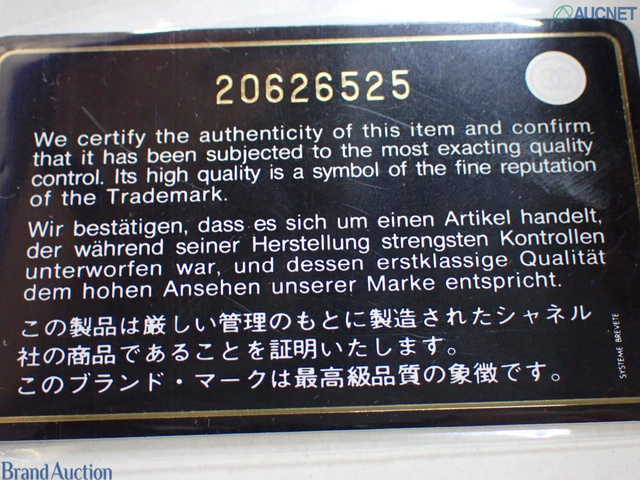 AUCNET
20626525
We certify the authenticity of this item and confirm
that it has been subjected to the most exacting quality
control. Its high quality is a symbol of the fine reputation
of the Trademark.
Wir bestätigen, dass es sich um einen Artikel handelt,
der während seiner Herstellung strengsten Kontrollen
unterworfen war, und dessen erstklassige Qualität
dem hohen Ansehen unserer Marke entspricht.
この製品は厳しい管理のもとに製造されたシャネル
社の商品であることを証明いたします。
このブランド・マークは最高級品質の象徴です。
SYSTEME BREVETE
Brand Auction